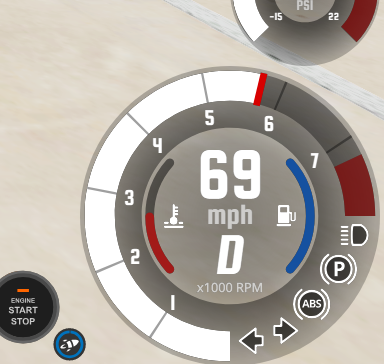 PSI
-15 22
5
6
4
7
69
3
mph
2
D
P
x1000 RPM
ABS
1
ENGINE
START
STOP